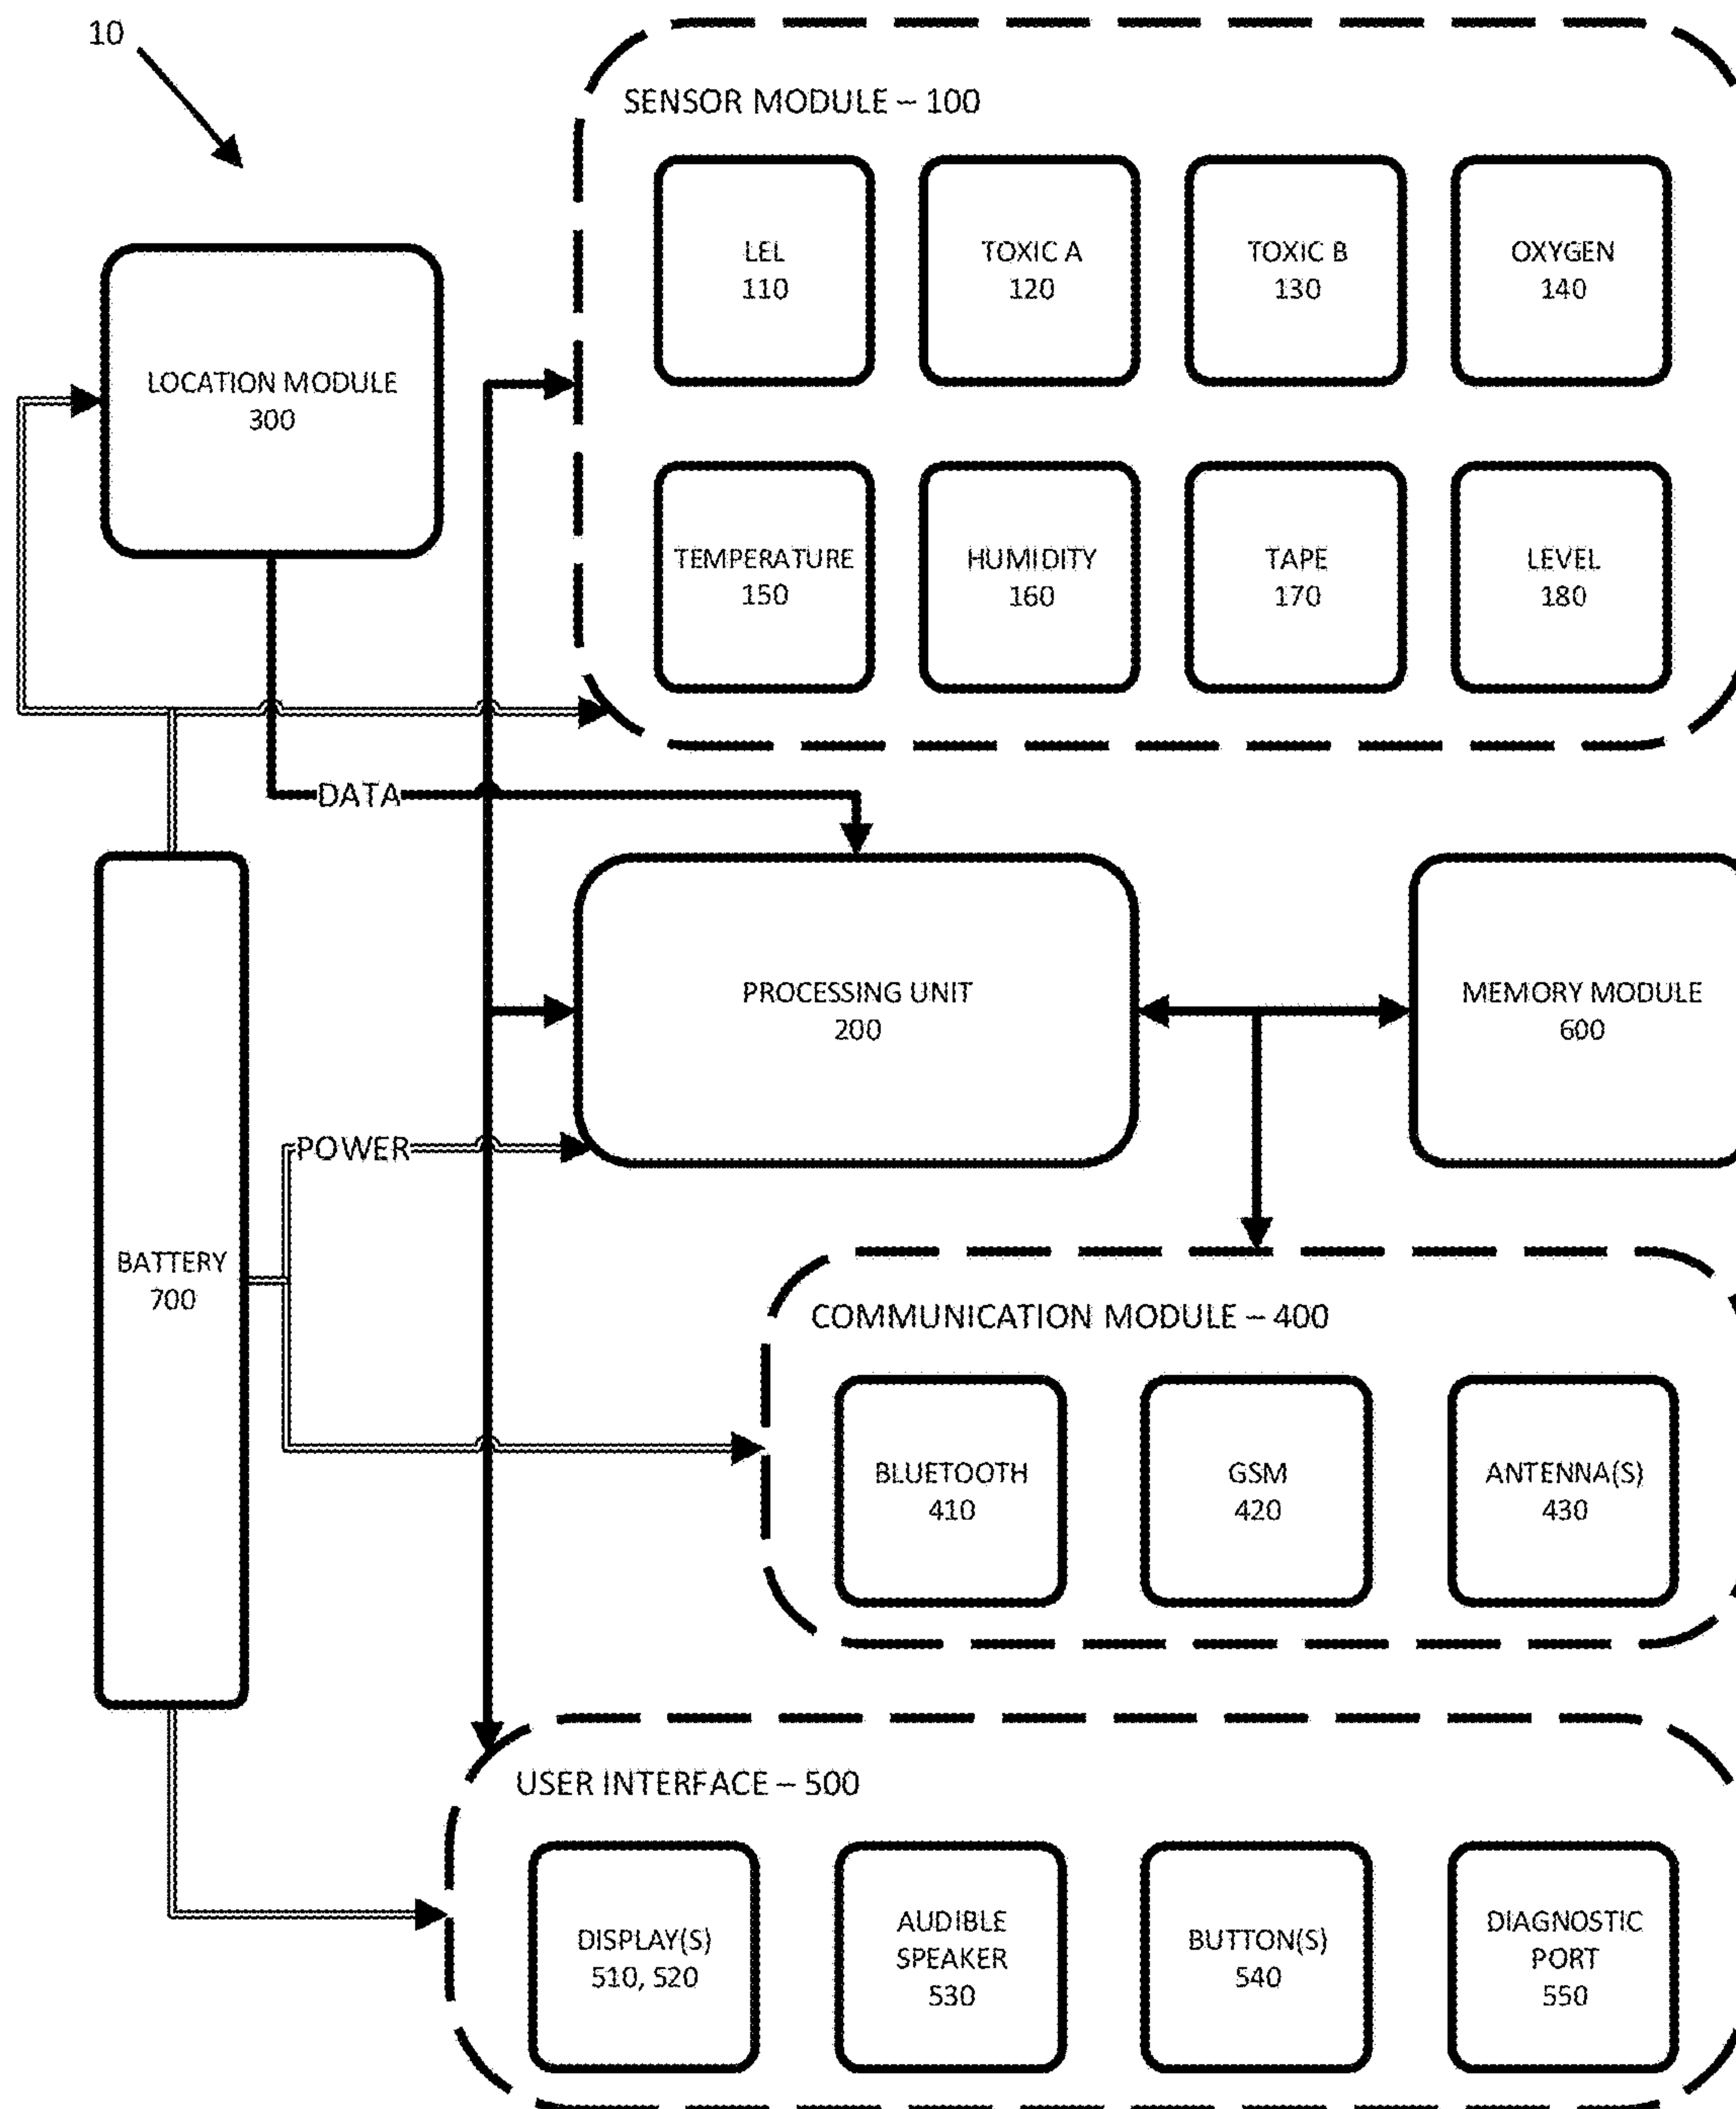 10
SENSOR MODULE – 100
LEL
110
TOXIC A
120
TOXIC B
130
OXYGEN
140
LOCATION MODULE
300
TEMPERATURE
150
HUMIDITY
160
TAPE
170
LEVEL
180
DATA
PROCESSING UNIT
200
MEMORY MODULE
600
POWER
BATTERY
700
COMMUNICATION MODULE – 400
BLUETOOTH
410
GSM
420
ANTENNA(S)
430
USER INTERFACE – 500
DISPLAY(S)
510, 520
AUDIBLE
SPEAKER
530
BUTTON(S)
540
DIAGNOSTIC
PORT
550